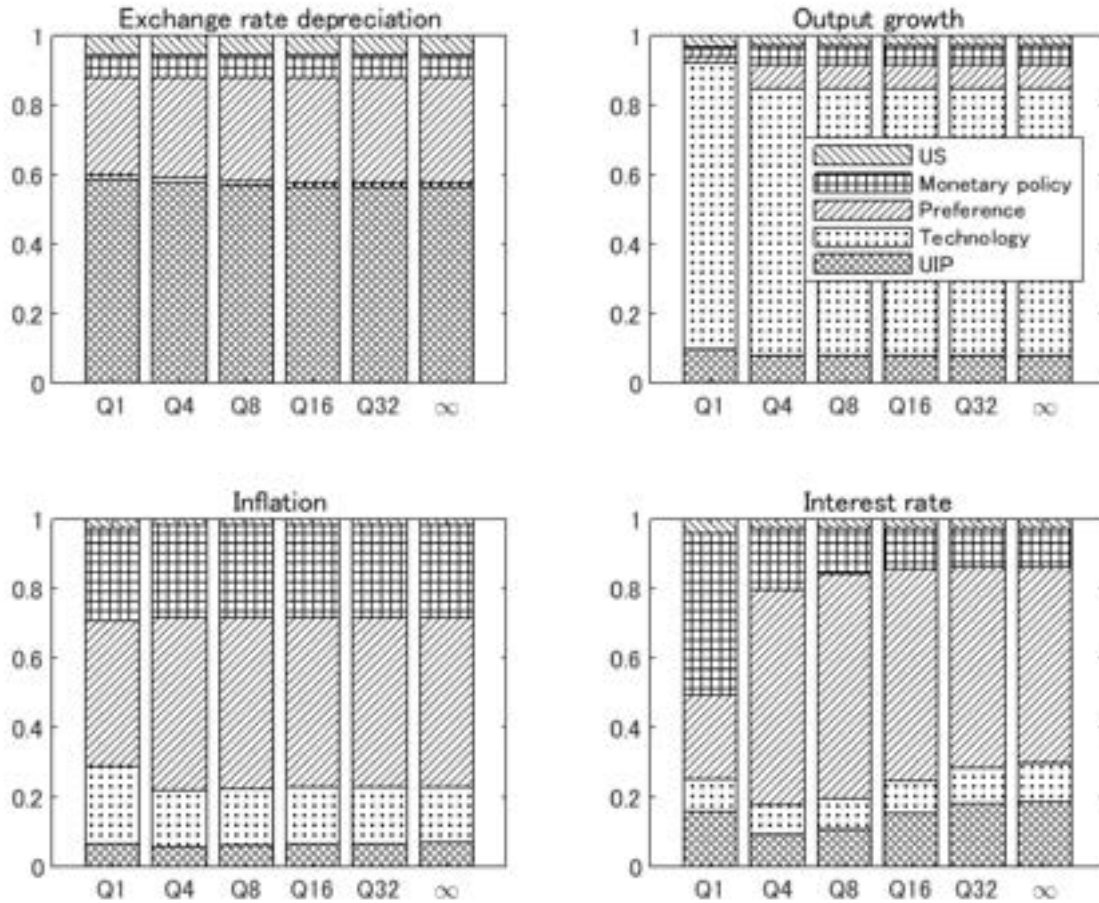 Exchange rate depreciation
1
0.8
0.6
0.4
0.2
0
Q1 Q4 Q8 Q16 Q32 ∞
Output growth
1
0.8
0.6
0.4
0.2
0
US
Monetary policy
Preference
Technology
UIP
Q1 Q4 Q8 Q16 Q32 ∞
Inflation
1
0.8
0.6
0.4
0.2
0
Q1 Q4 Q8 Q16 Q32 ∞
Interest rate
1
0.8
0.6
0.4
0.2
0
Q1 Q4 Q8 Q16 Q32 ∞